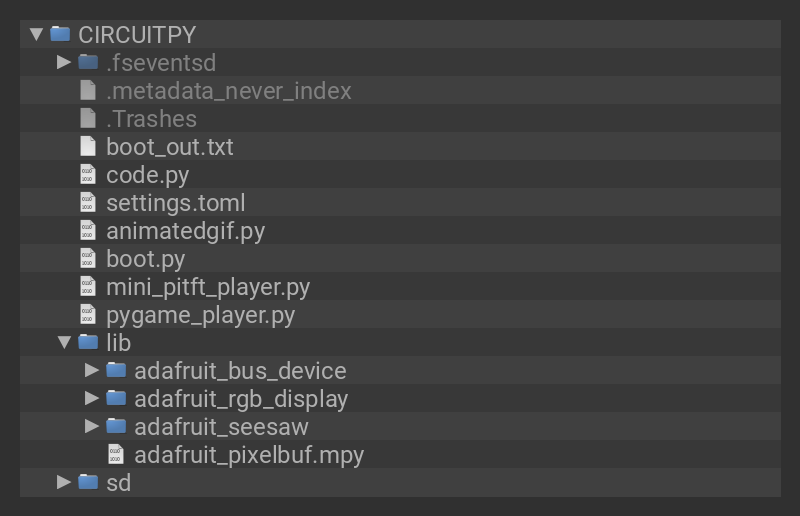 CIRCUITPY
.fseventsd
.metadata_never_index
.Trashes
boot_out.txt
code.py
settings.toml
animatedgif.py
boot.py
mini_pitft_player.py
pygame_player.py
lib
adafruit_bus_device
adafruit_rgb_display
adafruit_seesaw
adafruit_pixelbuf.mpy
sd